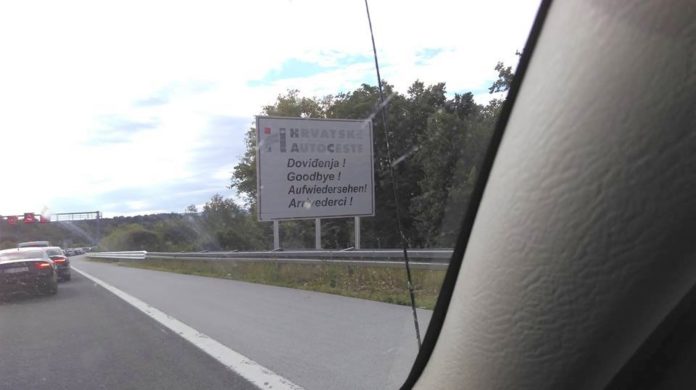 HRVATSKE
AUTOCESTE
Doviđenja !
Goodbye !
Aufwiedersehen!
Arrivederci !